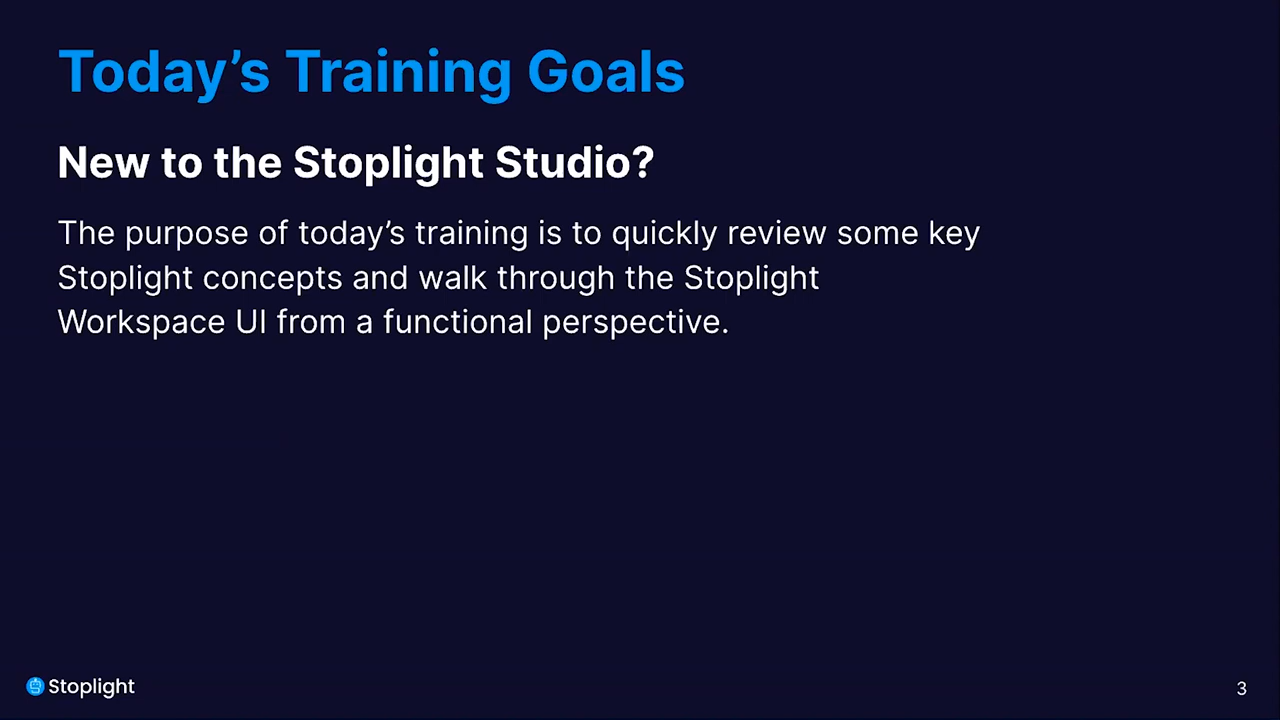 Today’s Training Goals
New to the Stoplight Studio?
The purpose of today’s training is to quickly review some key
Stoplight concepts and walk through the Stoplight
Workspace UI from a functional perspective.
Stoplight
3